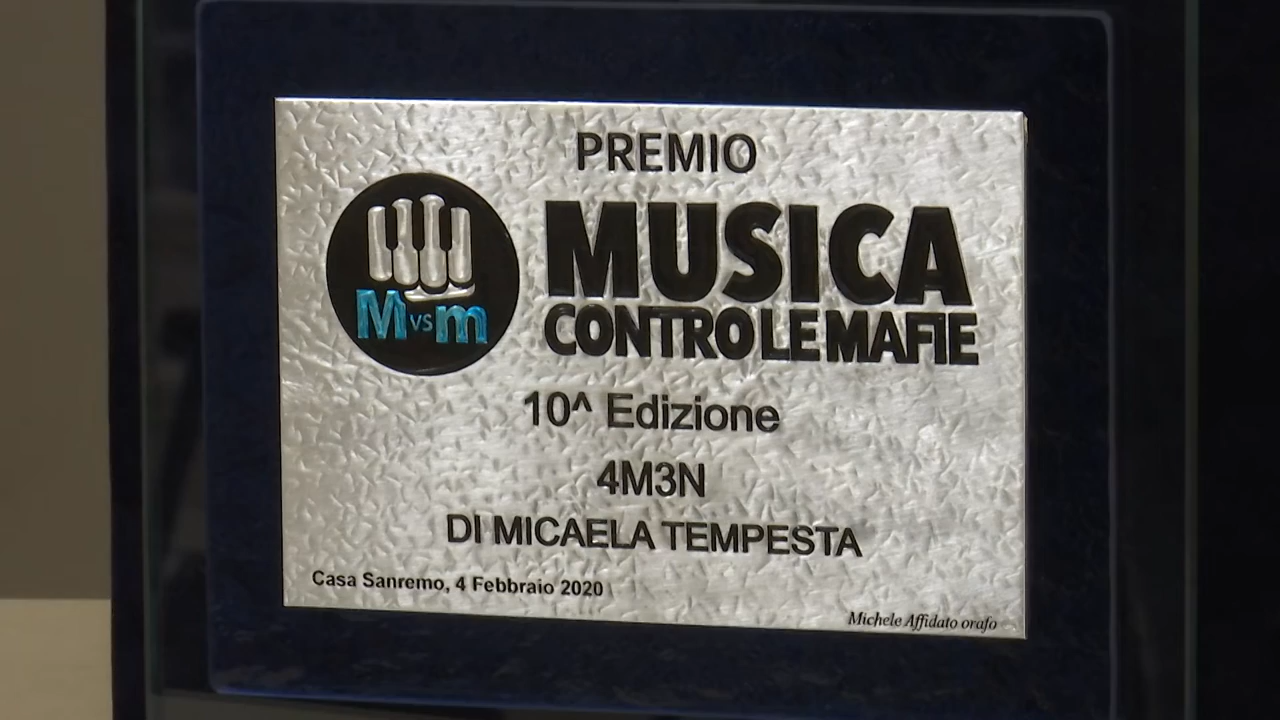 PREMIO
Mvsm
MUSICA
CONTRO LE MAFIE
10^ Edizione
4M3N
DI MICAELA TEMPESTA
Casa Sanremo, 4 Febbraio 2020
Michele Affidato orafo